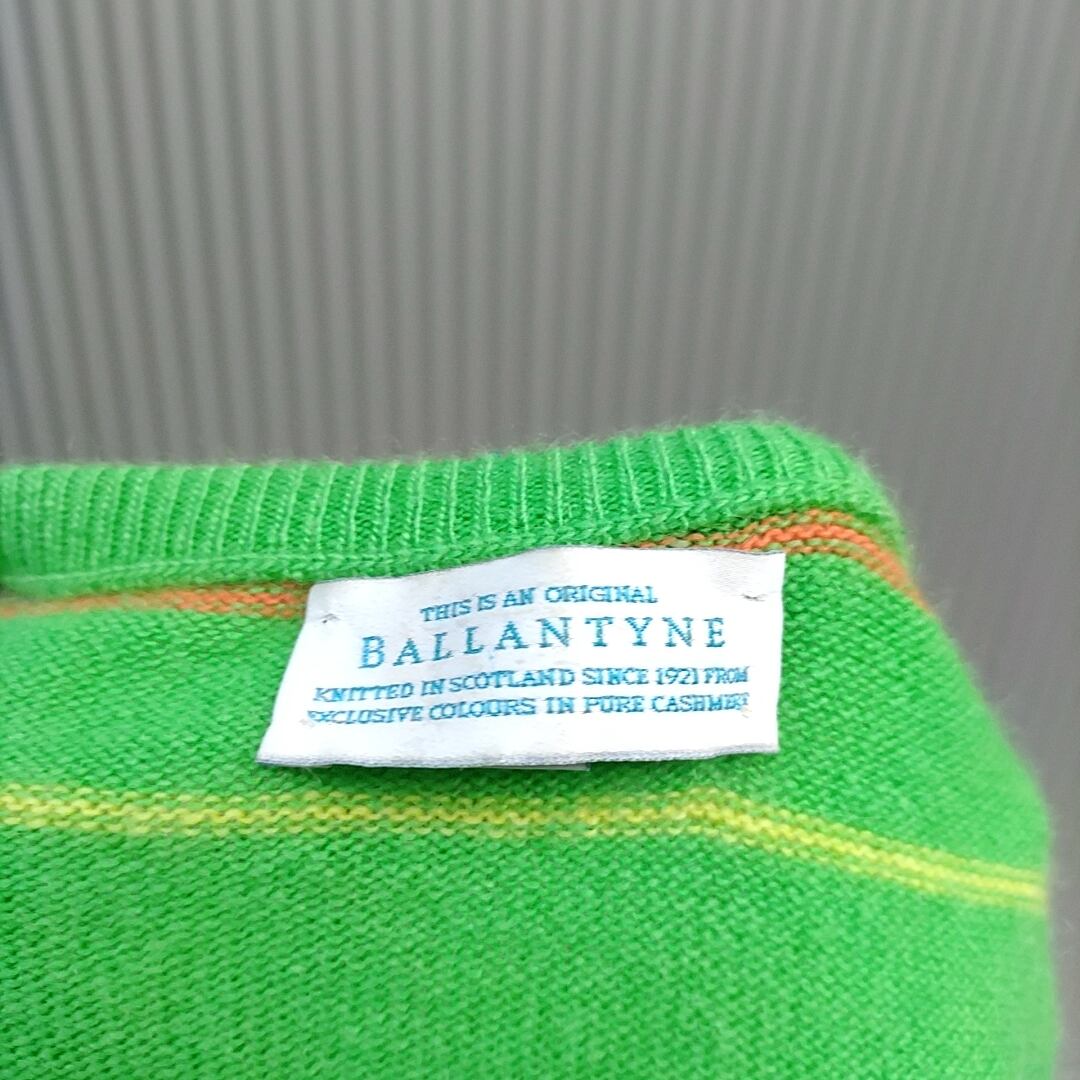 THIS IS AN ORIGINAL
BALLANTYNE
KNITTED IN SCOTLAND SINCE 1921 FROM
EXCLUSIVE COLOURS IN PURE CASHMERE